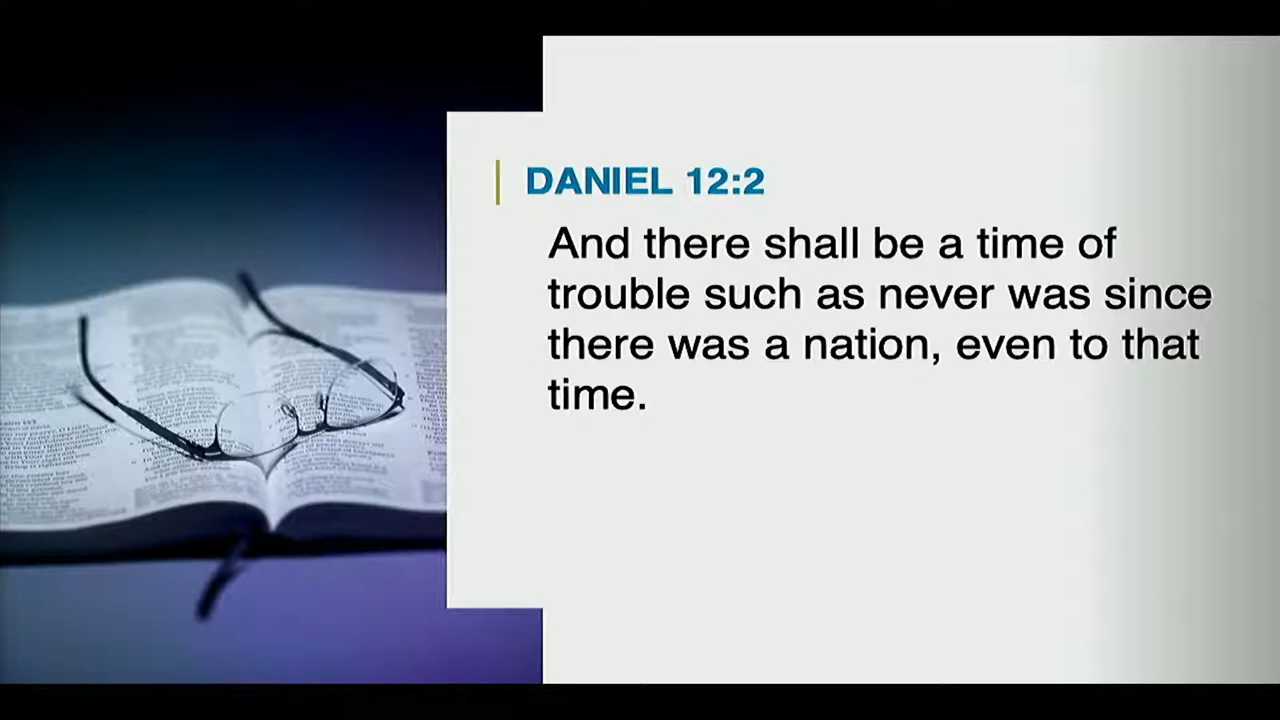 DANIEL 12:2
And there shall be a time of
trouble such as never was since
there was a nation, even to that
time.